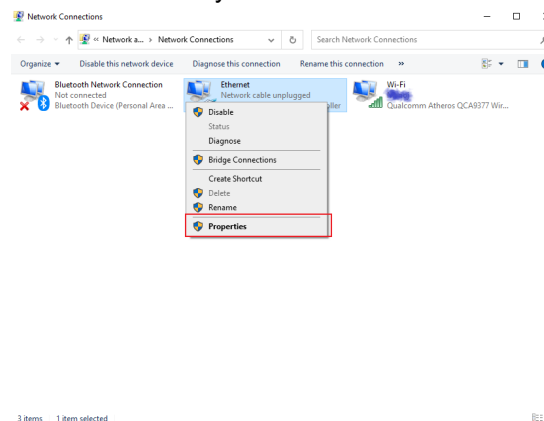 Network Connections
« Network a... › Network Connections
Search Network Connections
Organize
Disable this network device
Diagnose this connection
Rename this connection
»
Bluetooth Network Connection
Not connected
Bluetooth Device (Personal Area ...
Ethernet
Network cable unplugged
ller
Wi-Fi
Qualcomm Atheros QCA9377 Wir...
Disable
Status
Diagnose
Bridge Connections
Create Shortcut
Delete
Rename
Properties
3 items
1 item selected